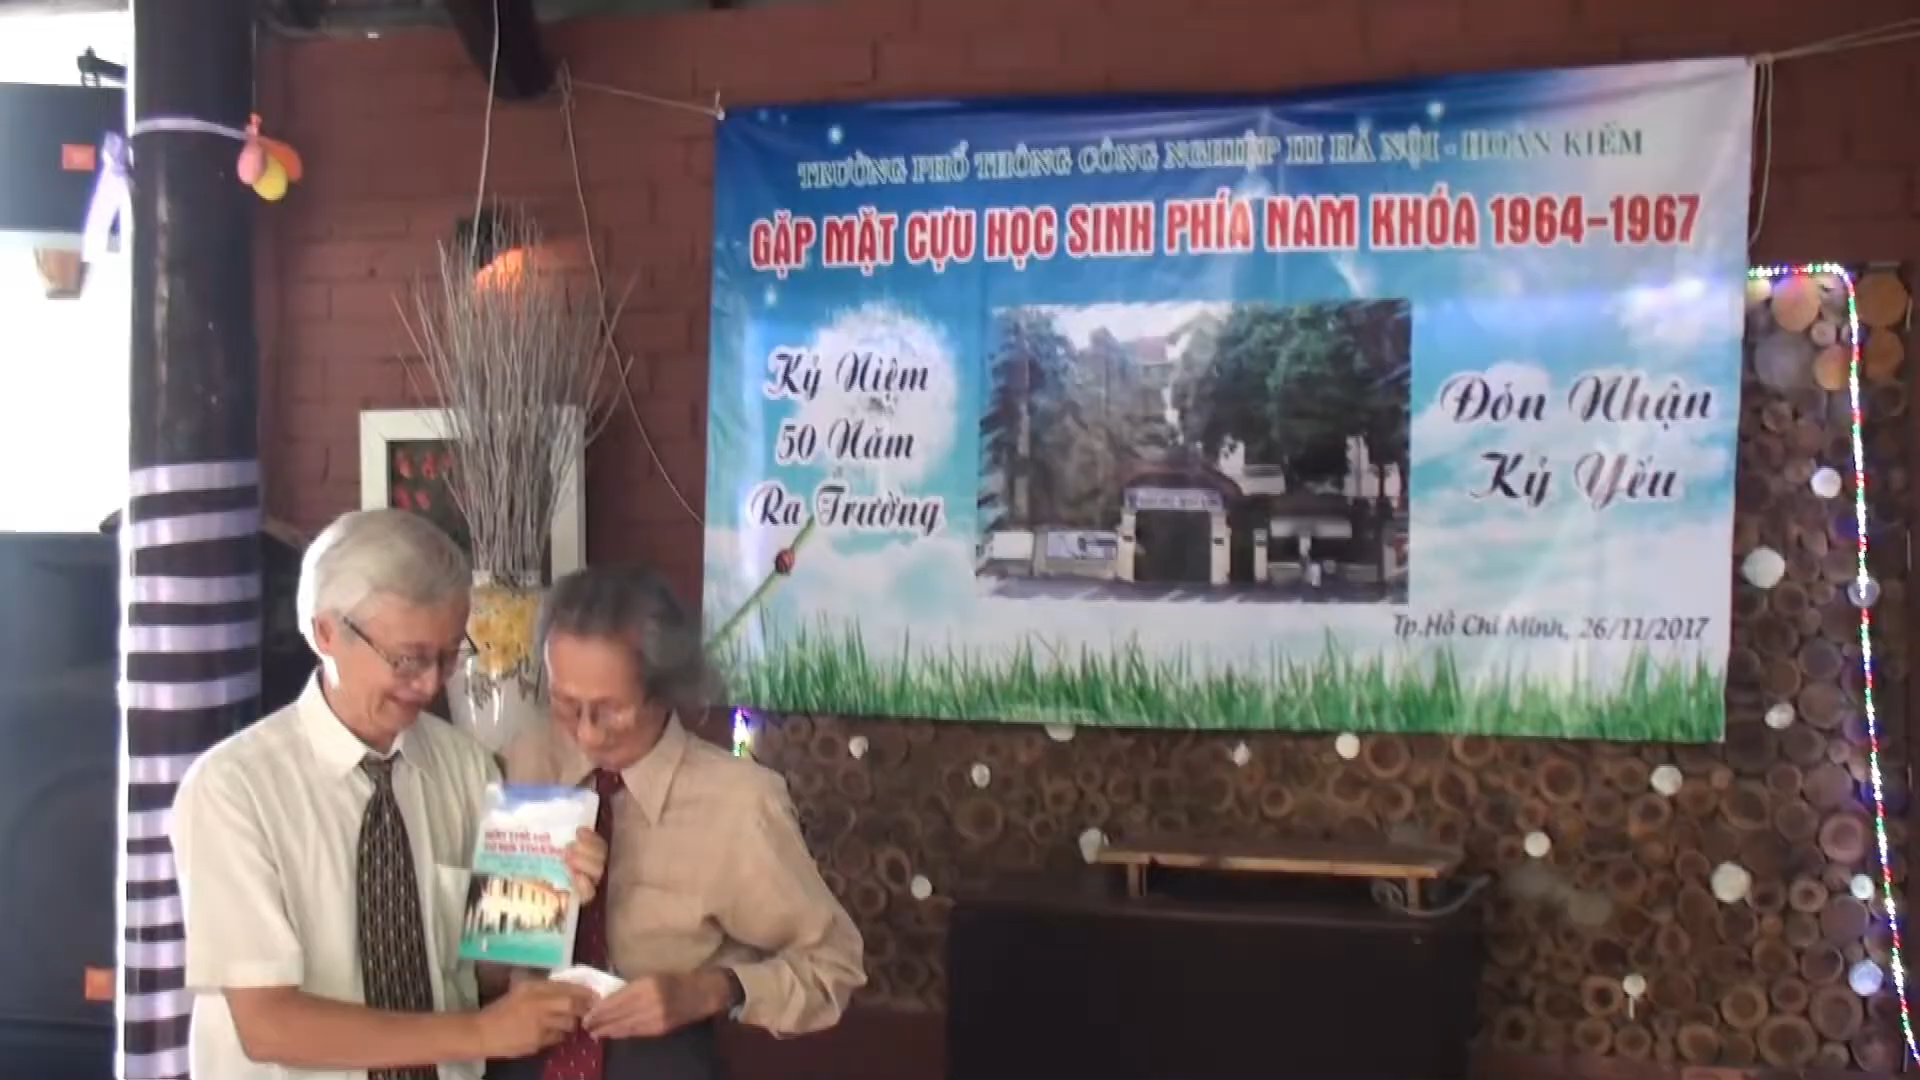 TRƯỜNG PHỔ THÔNG CÔNG NGHIỆP III HÀ NỘI - HOÀN KIẾM
GẶP MẶT CỰU HỌC SINH PHÍA NAM KHÓA 1964-1967
Kỷ Niệm
50 Năm
Ra Trường
Đón Nhận
Kỷ Yếu
Tp.Hồ Chí Minh, 26/11/2017